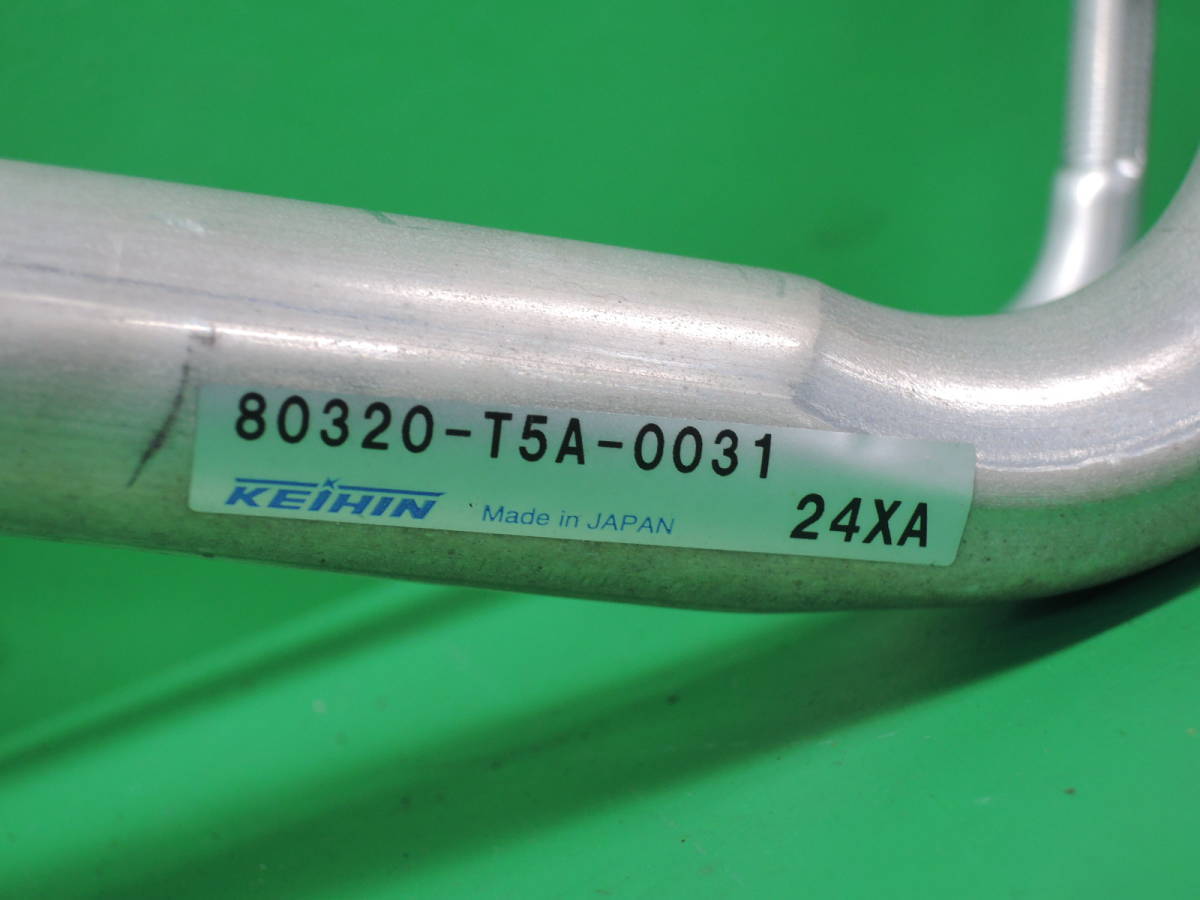 80320-T5A-0031
KEIHIN Made in JAPAN 24XA